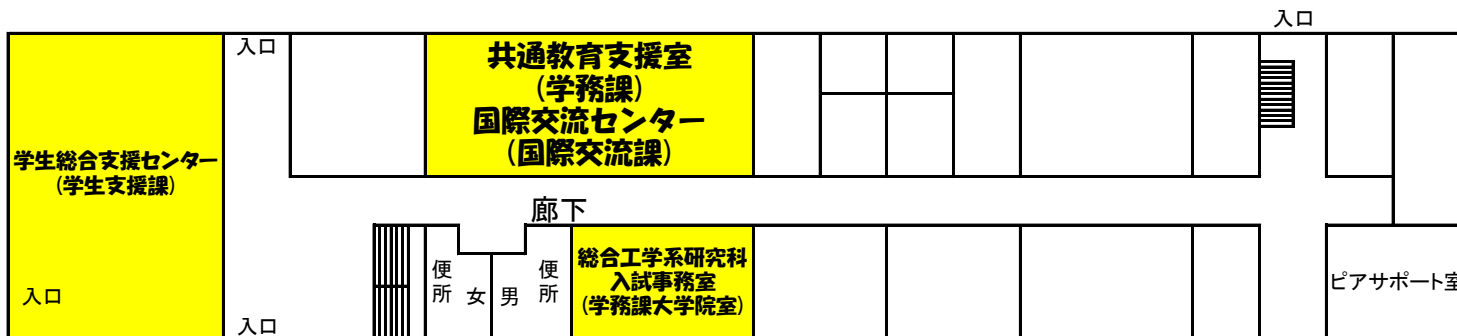 入口
入口
共通教育支援室
(学務課)
国際交流センター
(国際交流課)
学生総合支援センター
(学生支援課)
廊下
便所
女
男
便所
総合工学系研究科
入試事務室
(学務課大学院室)
ピアサポート室
入口
入口